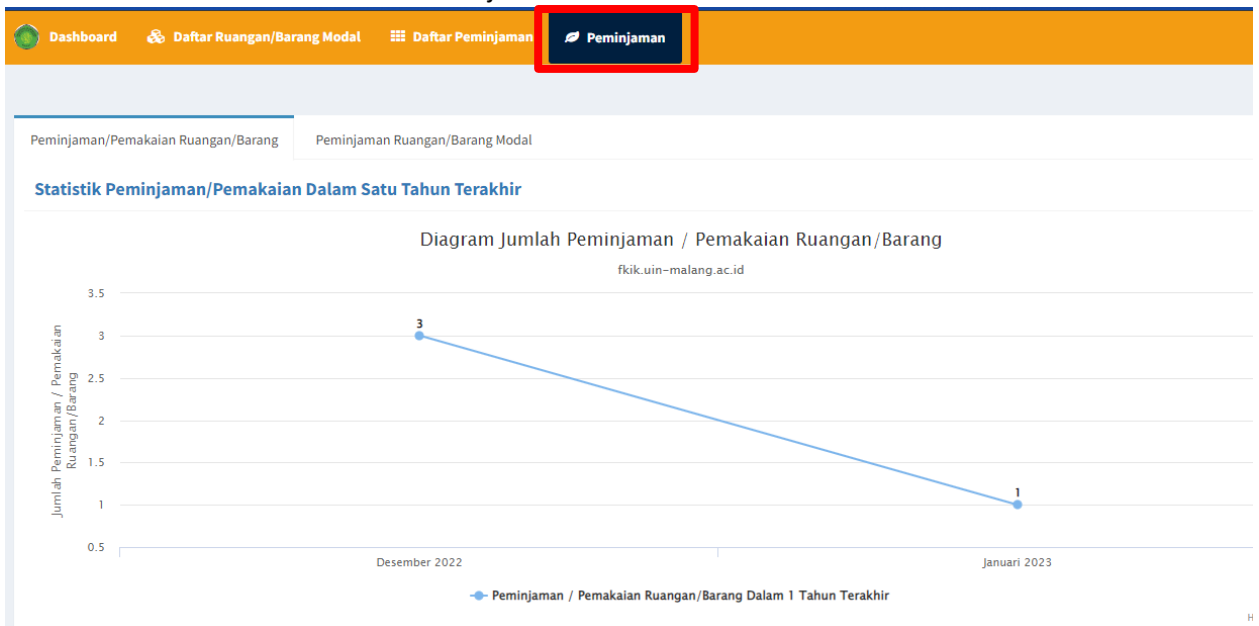 Dashboard
Daftar Ruangan/Barang Modal
Daftar Peminjaman
Peminjaman
Peminjaman/Pemakaian Ruangan/Barang
Peminjaman Ruangan/Barang Modal
Statistik Peminjaman/Pemakaian Dalam Satu Tahun Terakhir
Diagram Jumlah Peminjaman / Pemakaian Ruangan/Barang
fkik.uin-malang.ac.id
Jumlah Peminjaman / Pemakaian
Ruangan/Barang
3.5
3
2.5
2
1.5
1
0.5
3
1
Desember 2022
Januari 2023
Peminjaman / Pemakaian Ruangan/Barang Dalam 1 Tahun Terakhir